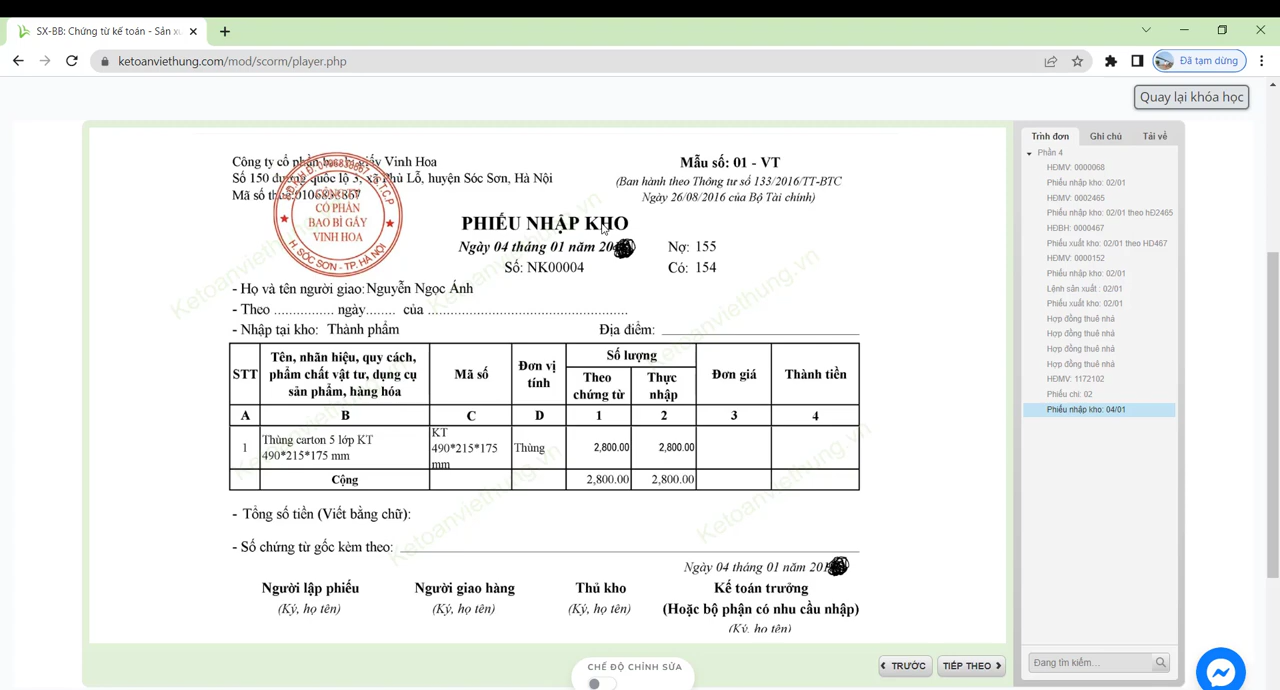 SX-BB: Chứng từ kế toán - Sản x
ketoanviethung.com/mod/scorm/player.php
Đã tạm dừng
Quay lại khóa học
Công ty cổ phần bao bì giấy Vinh Hoa
Số 150 đường quốc lộ 3, xã Phù Lỗ, huyện Sóc Sơn, Hà Nội
Mã số thuế:
CỔ PHẦN
BAO BÌ GIẤY
VINH HOA
H. SÓC SƠN - TP. HÀ NỘI
Mẫu số: 01 - VT
(Ban hành theo Thông tư số 133/2016/TT-BTC
Ngày 26/08/2016 của Bộ Tài chính)
PHIẾU NHẬP KHO
Ngày 04 tháng 01 năm
Nợ: 155
Số: NK00004
Có: 154
- Họ và tên người giao: Nguyễn Ngọc Ánh
- Theo ................ ngày....... của ..................................................
- Nhập tại kho: Thành phẩm
Địa điểm:
STT
Tên, nhãn hiệu, quy cách, phẩm chất vật tư, dụng cụ sản phẩm, hàng hóa
Mã số
Đơn vị tính
Số lượng
Theo chứng từ
Thực nhập
Đơn giá
Thành tiền
A B C D 1 2 3 4
1 Thùng carton 5 lớp KT 490*215*175 mm KT 490*215*175 mm Thùng 2,800.00 2,800.00
Cộng 2,800.00 2,800.00
- Tổng số tiền (Viết bằng chữ):
- Số chứng từ gốc kèm theo:
Ngày 04 tháng 01 năm
Người lập phiếu
(Ký, họ tên)
Người giao hàng
(Ký, họ tên)
Thủ kho
(Ký, họ tên)
Kế toán trưởng
(Hoặc bộ phận có nhu cầu nhập)
(Ký, họ tên)
Ketoanviethung.vn
Ketoanviethung.vn
Ketoanviethung.vn
Ketoanviethung.vn
Trình đơn
Ghi chú
Tải về
Phần 4
HĐMV: 0000068
Phiếu nhập kho: 02/01
HĐMV: 0002465
Phiếu nhập kho: 02/01 theo hĐ2465
HĐBH: 0000467
Phiếu xuất kho: 02/01 theo HD467
HĐMV: 0000152
Phiếu nhập kho: 02/01
Lệnh sản xuất : 02/01
Phiếu xuất kho: 02/01
Hợp đồng thuê nhà
Hợp đồng thuê nhà
Hợp đồng thuê nhà
Hợp đồng thuê nhà
HĐMV: 1172102
Phiếu chi: 02
Phiếu nhập kho: 04/01
Đang tìm kiếm...
TRƯỚC
TIẾP THEO
CHẾ ĐỘ CHỈNH SỬA